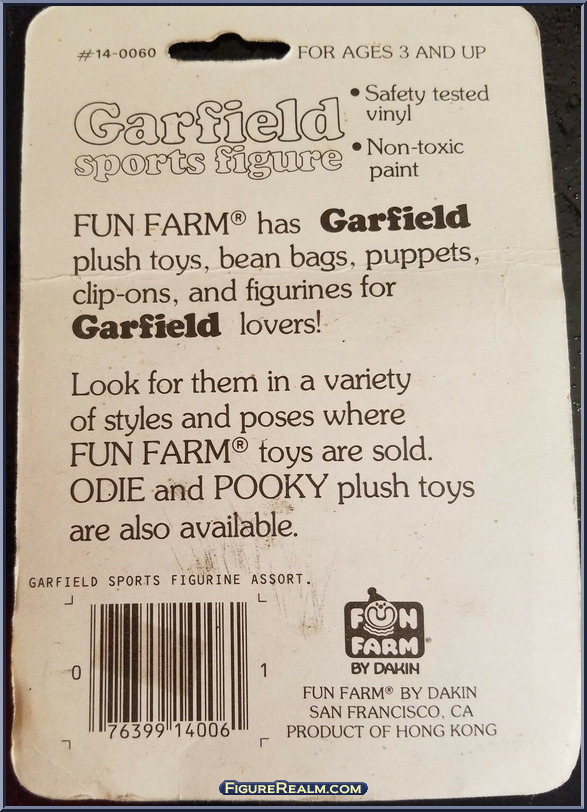 #14-0060 FOR AGES 3 AND UP
Garfield
sports figure
• Safety tested
vinyl
• Non-toxic
paint
FUN FARM® has Garfield
plush toys, bean bags, puppets,
clip-ons, and figurines for
Garfield lovers!
Look for them in a variety
of styles and poses where
FUN FARM® toys are sold.
ODIE and POOKY plush toys
are also available.
GARFIELD SPORTS FIGURINE ASSORT.
0 76399 14006 1
FUN
FARM®
BY DAKIN
FUN FARM® BY DAKIN
SAN FRANCISCO, CA
PRODUCT OF HONG KONG
FIGUREREALM.COM